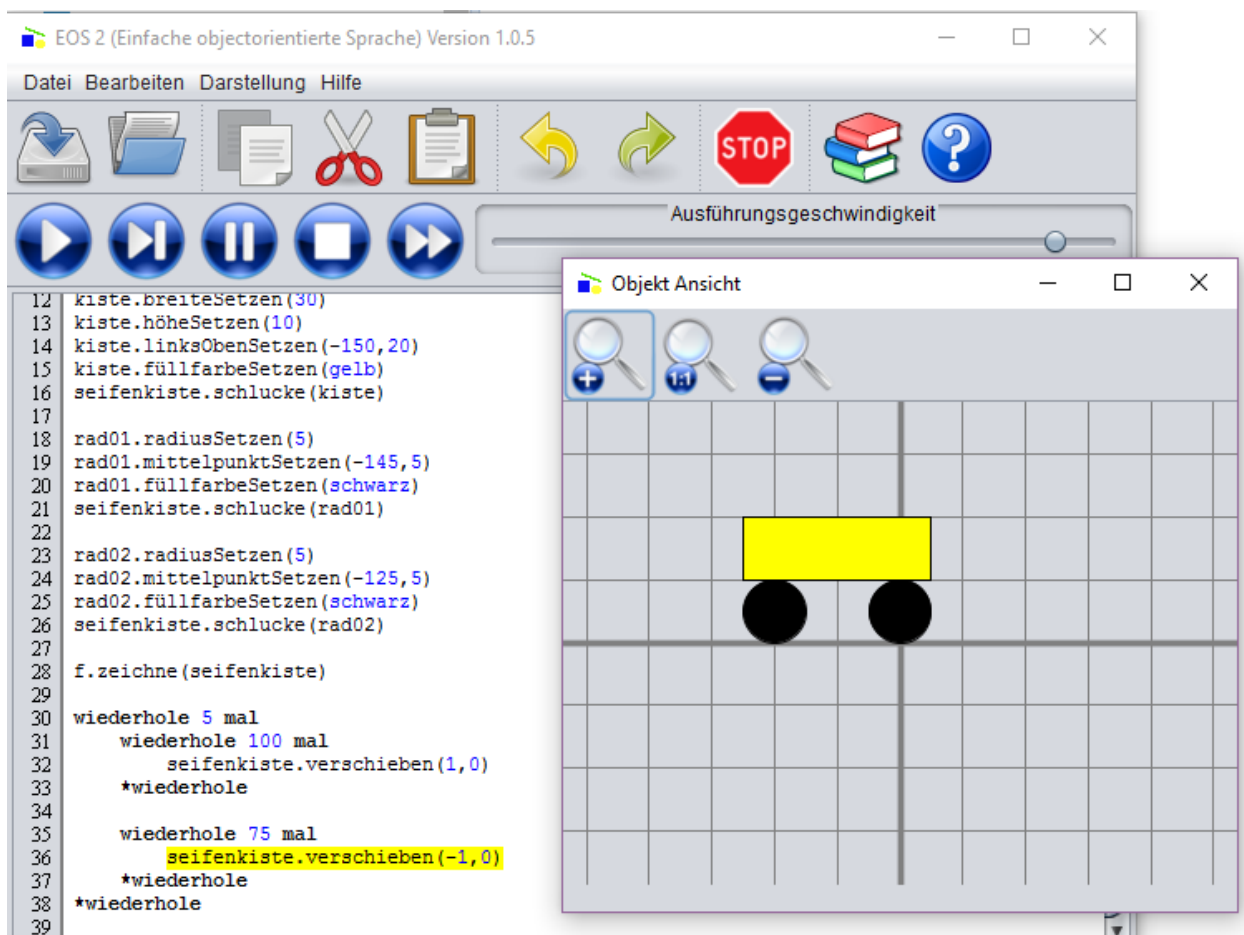 EOS 2 (Einfache objectorientierte Sprache) Version 1.0.5
Datei Bearbeiten Darstellung Hilfe
STOP
?
Ausführungsgeschwindigkeit
12 kiste.breiteSetzen(30)
13 kiste.höheSetzen(10)
14 kiste.linksObenSetzen(-150,20)
15 kiste.füllfarbeSetzen(gelb)
16 seifenkiste.schlucke(kiste)
17
18 rad01.radiusSetzen(5)
19 rad01.mittelpunktSetzen(-145,5)
20 rad01.füllfarbeSetzen(schwarz)
21 seifenkiste.schlucke(rad01)
22
23 rad02.radiusSetzen(5)
24 rad02.mittelpunktSetzen(-125,5)
25 rad02.füllfarbeSetzen(schwarz)
26 seifenkiste.schlucke(rad02)
27
28 f.zeichne(seifenkiste)
29
30 wiederhole 5 mal
31 wiederhole 100 mal
32 seifenkiste.verschieben(1,0)
33 *wiederhole
34
35 wiederhole 75 mal
36 seifenkiste.verschieben(-1,0)
37 *wiederhole
38 *wiederhole
39
Objekt Ansicht
1:1